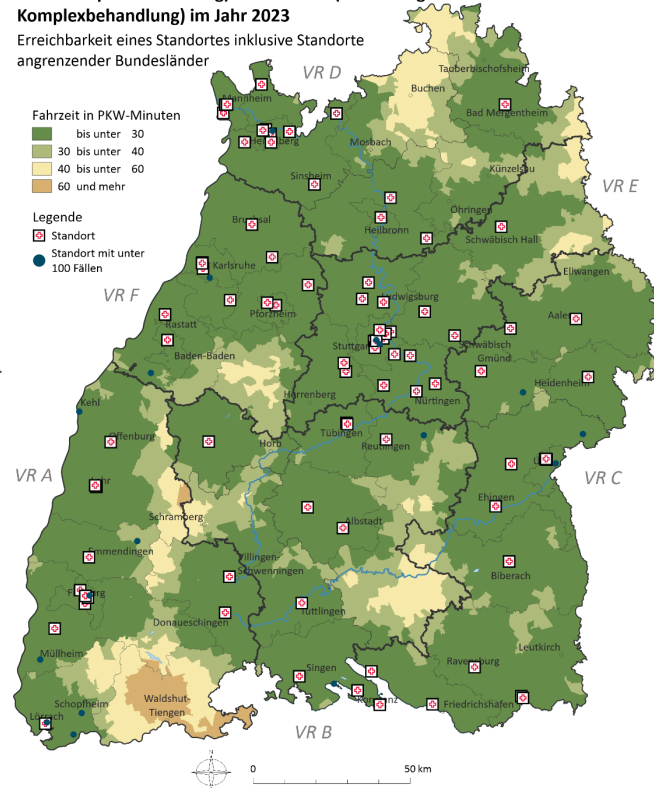 Komplexbehandlung) im Jahr 2023
Erreichbarkeit eines Standortes inklusive Standorte
angrenzender Bundesländer
VR D
Tauberbischofsheim
Buchen
Mannheim
Bad Mergentheim
Fahrzeit in PKW-Minuten
bis unter 30
30 bis unter 40
40 bis unter 60
60 und mehr
Mosbach
Künzelsau
Sinsheim
VR E
Legende
Standort
Standort mit unter
100 Fällen
Öhringen
Bruchsal
Heilbronn
Schwäbisch Hall
Karlsruhe
Ellwangen
VR F
Ludwigsburg
Rastatt
Pforzheim
Aalen
Stuttgart
Schwäbisch
Gmünd
Baden-Baden
Heidenheim
Herrenberg
Nürtingen
Kehl
Tübingen
Offenburg
Horb
Reutlingen
VR A
VR C
Ehingen
Schramberg
Albstadt
Emmendingen
Villingen-
Schwenningen
Biberach
Tuttlingen
Donaueschingen
Leutkirch
Müllheim
Singen
Ravensburg
Waldshut-
Tiengen
Schopfheim
Konstanz
Friedrichshafen
Lörrach
VR B
0
50 km